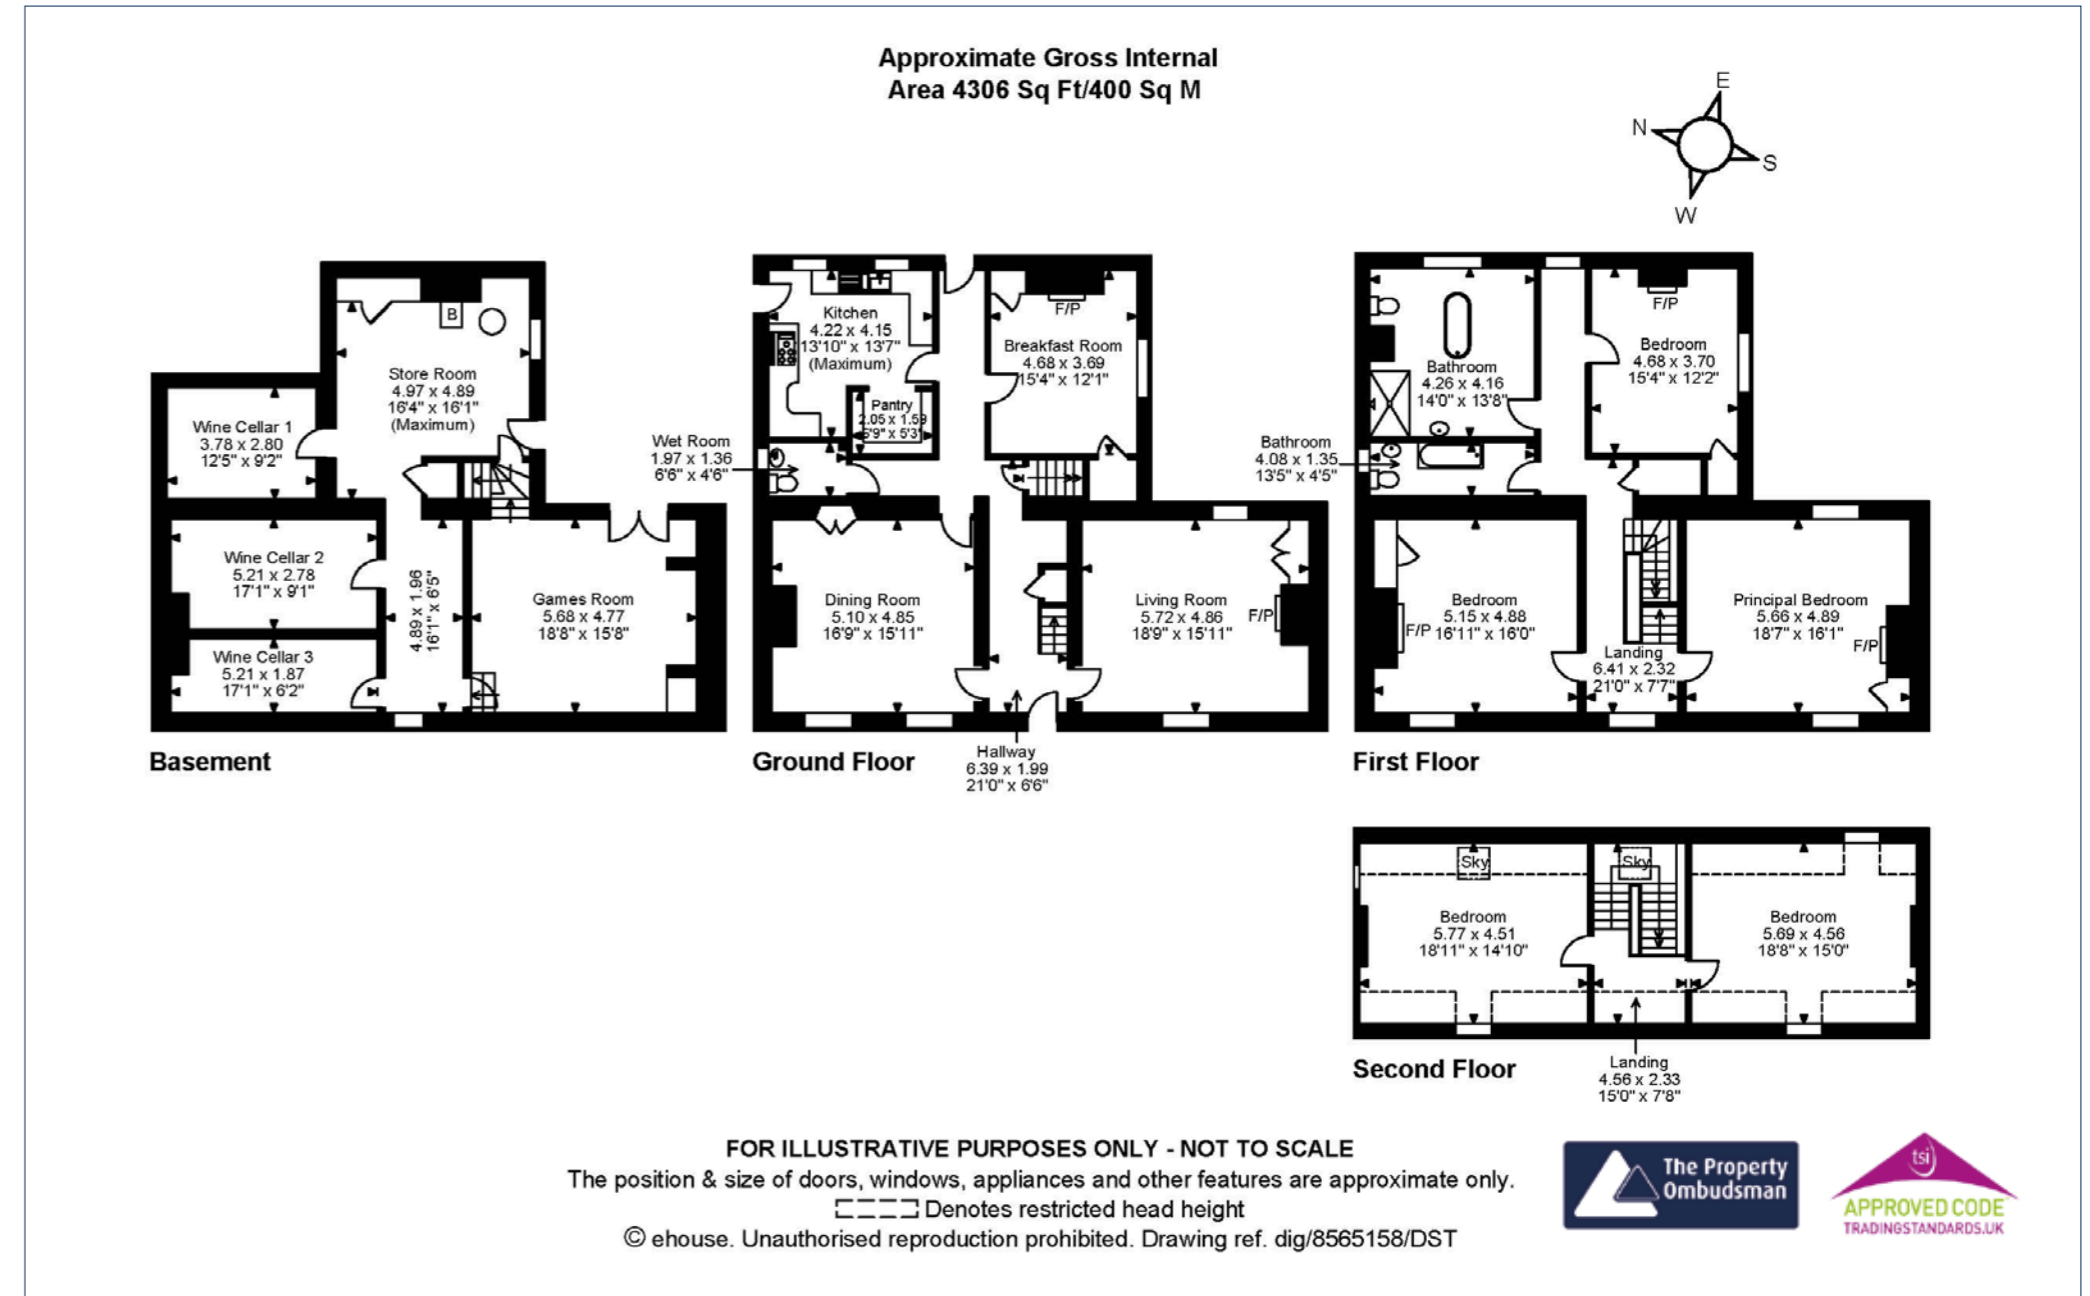 Approximate Gross Internal
Area 4306 Sq Ft/400 Sq M
E
N
S
W
B
Store Room
4.97 x 4.89
16'4" x 16'1"
(Maximum)
Wine Cellar 1
3.78 x 2.80
12'5" x 9'2"
Wine Cellar 2
5.21 x 2.78
17'1" x 9'1"
Wine Cellar 3
5.21 x 1.87
17'1" x 6'2"
4.89 x 1.96
16'1" x 6'5"
Games Room
5.68 x 4.77
18'8" x 15'8"
Basement
Kitchen
4.22 x 4.15
13'10" x 13'7"
(Maximum)
Pantry
2.05 x 1.59
6'9" x 5'3"
F/P
Breakfast Room
4.68 x 3.69
15'4" x 12'1"
Wet Room
1.97 x 1.36
6'6" x 4'6"
Dining Room
5.10 x 4.85
16'9" x 15'11"
Living Room
5.72 x 4.86
18'9" x 15'11"
F/P
Hallway
6.39 x 1.99
21'0" x 6'6"
Ground Floor
Bathroom
4.26 x 4.16
14'0" x 13'8"
F/P
Bedroom
4.68 x 3.70
15'4" x 12'2"
Bathroom
4.08 x 1.35
13'5" x 4'5"
Bedroom
5.15 x 4.88
16'11" x 16'0"
F/P
Landing
6.41 x 2.32
21'0" x 7'7"
Principal Bedroom
5.66 x 4.89
18'7" x 16'1"
F/P
First Floor
Sky
Sky
Bedroom
5.77 x 4.51
18'11" x 14'10"
Bedroom
5.69 x 4.56
18'8" x 15'0"
Landing
4.56 x 2.33
15'0" x 7'8"
Second Floor
FOR ILLUSTRATIVE PURPOSES ONLY - NOT TO SCALE
The position & size of doors, windows, appliances and other features are approximate only.
Denotes restricted head height
© ehouse. Unauthorised reproduction prohibited. Drawing ref. dig/8565158/DST
The Property
Ombudsman
tsi
APPROVED CODE
TRADINGSTANDARDS.UK